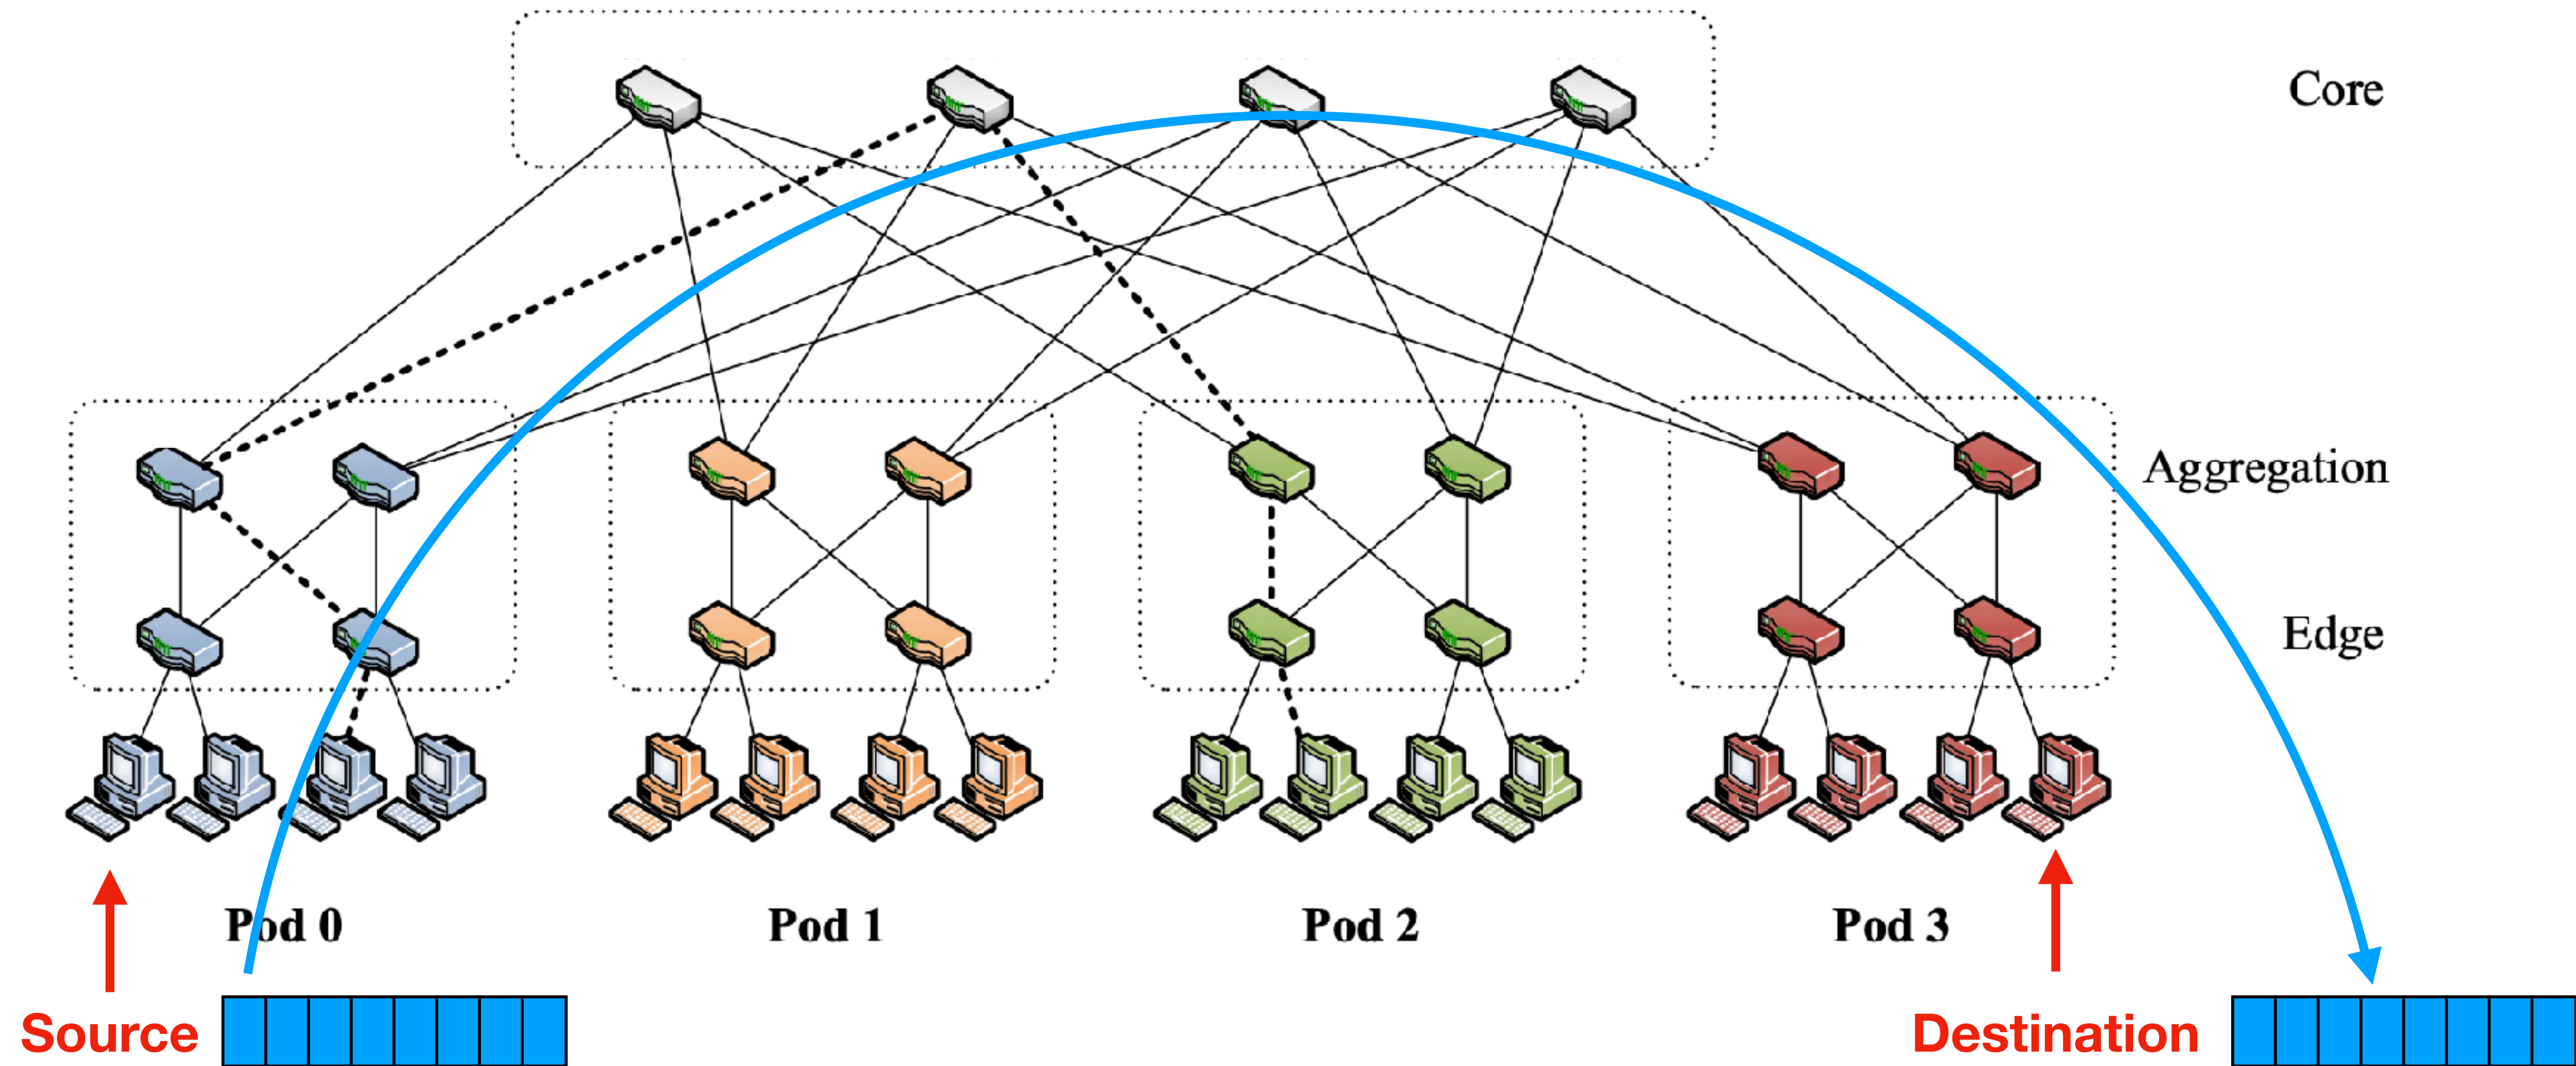 Core
Aggregation
Edge
Pod 0
Pod 1
Pod 2
Pod 3
Source
Destination